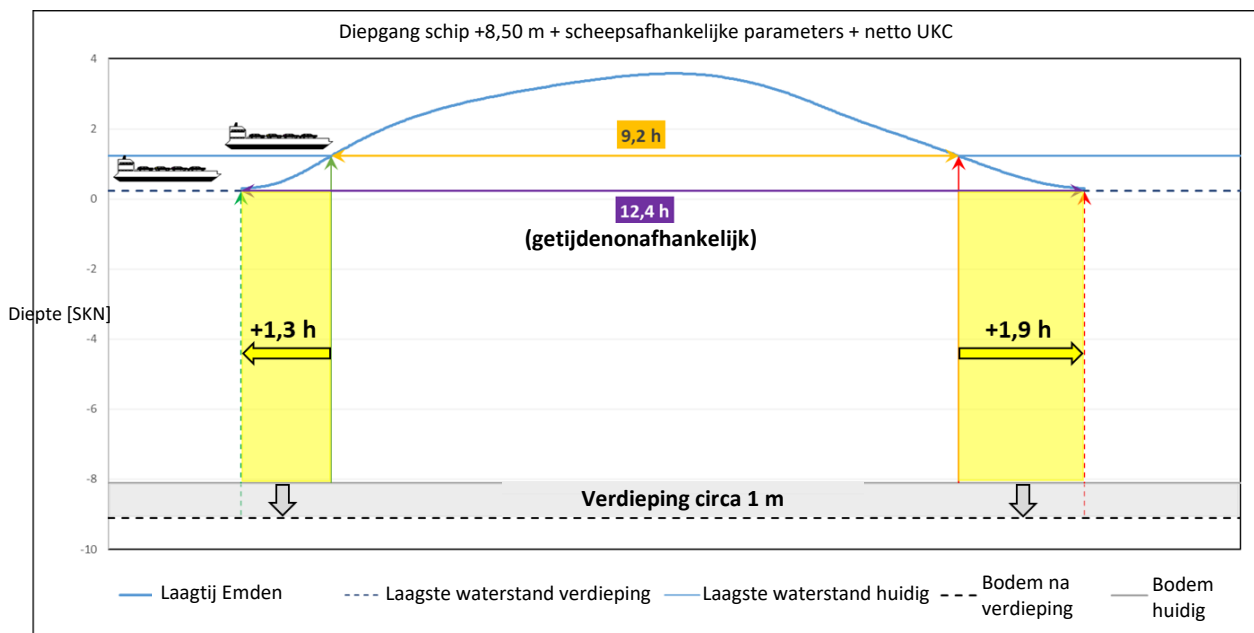 Diepgang schip +8,50 m + scheepsafhankelijke parameters + netto UKC
4
2
0
-2
-4
-6
-8
-10
Diepte [SKN]
9,2 h
12,4 h
(getijdenonafhankelijk)
+1,3 h
+1,9 h
Verdieping circa 1 m
Laagtij Emden
Laagste waterstand verdieping
Laagste waterstand huidig
Bodem na
verdieping
Bodem
huidig